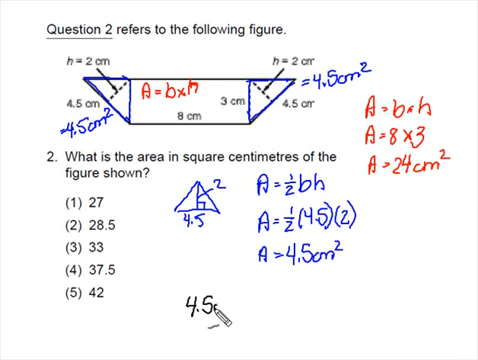 Question 2 refers to the following figure.
h = 2 cm
h = 2 cm
= 4.5cm²
A = b x h
4.5 cm
3 cm
4.5 cm
= 4.5cm²
8 cm
A = b x h
A = 8 x 3
A = 24 cm²
2. What is the area in square centimetres of the
figure shown?
(1) 27
(2) 28.5
(3) 33
(4) 37.5
(5) 42
2
4.5
A = ½ bh
A = ½ (4.5)(2)
A = 4.5cm²
4.5